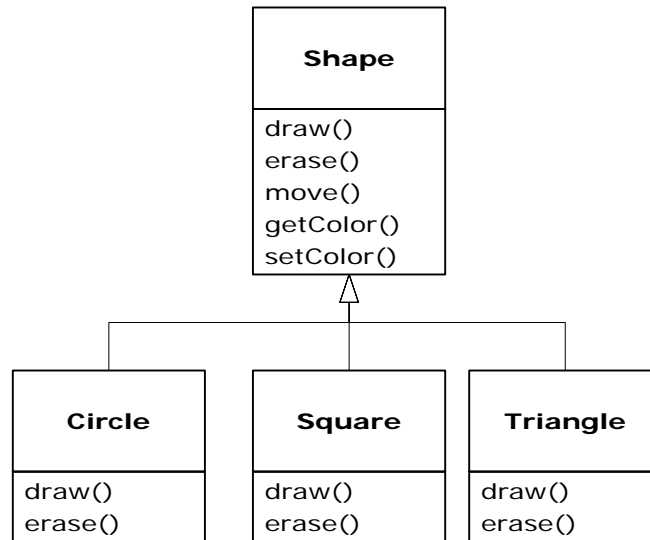 Shape
draw()
erase()
move()
getColor()
setColor()
Circle
draw()
erase()
Square
draw()
erase()
Triangle
draw()
erase()